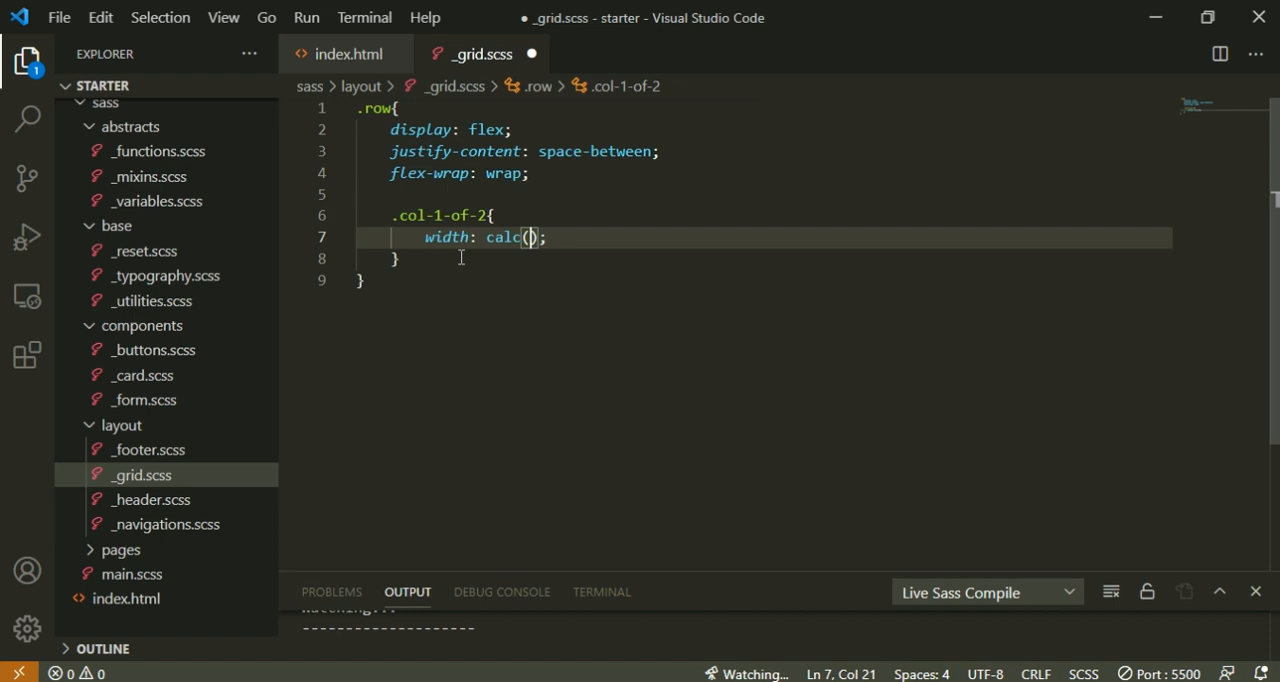 File Edit Selection View Go Run Terminal Help ● _grid.scss - starter - Visual Studio Code
EXPLORER ··· <> index.html _grid.scss ●
STARTER sass > layout > _grid.scss > .row > .col-1-of-2
sass
abstracts
_functions.scss
_mixins.scss
_variables.scss
base
_reset.scss
_typography.scss
_utilities.scss
components
_buttons.scss
_card.scss
_form.scss
layout
_footer.scss
_grid.scss
_header.scss
_navigations.scss
pages
main.scss
<> index.html
OUTLINE
1 .row{
2 display: flex;
3 justify-content: space-between;
4 flex-wrap: wrap;
5
6 .col-1-of-2{
7 width: calc();
8 }
9 }
PROBLEMS OUTPUT DEBUG CONSOLE TERMINAL Live Sass Compile
Watching...
--------------------
0 0 Watching... Ln 7, Col 21 Spaces: 4 UTF-8 CRLF SCSS Port : 5500
1